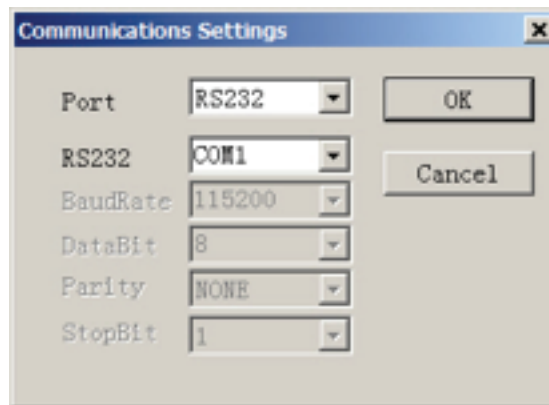 Communications Settings
Port RS232 OK
RS232 COM1 Cancel
BaudRate 115200
DataBit 8
Parity NONE
StopBit 1